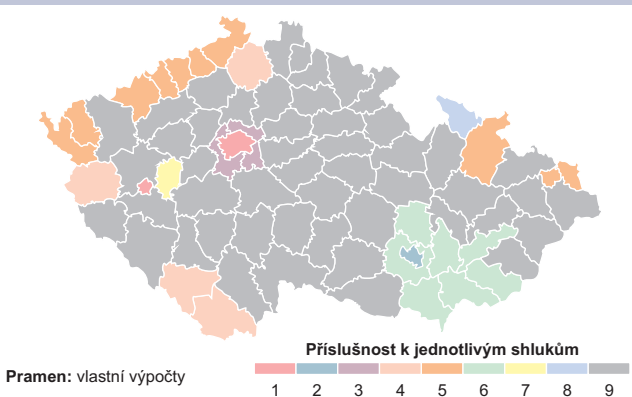 Příslušnost k jednotlivým shlukům
Pramen: vlastní výpočty
1 2 3 4 5 6 7 8 9